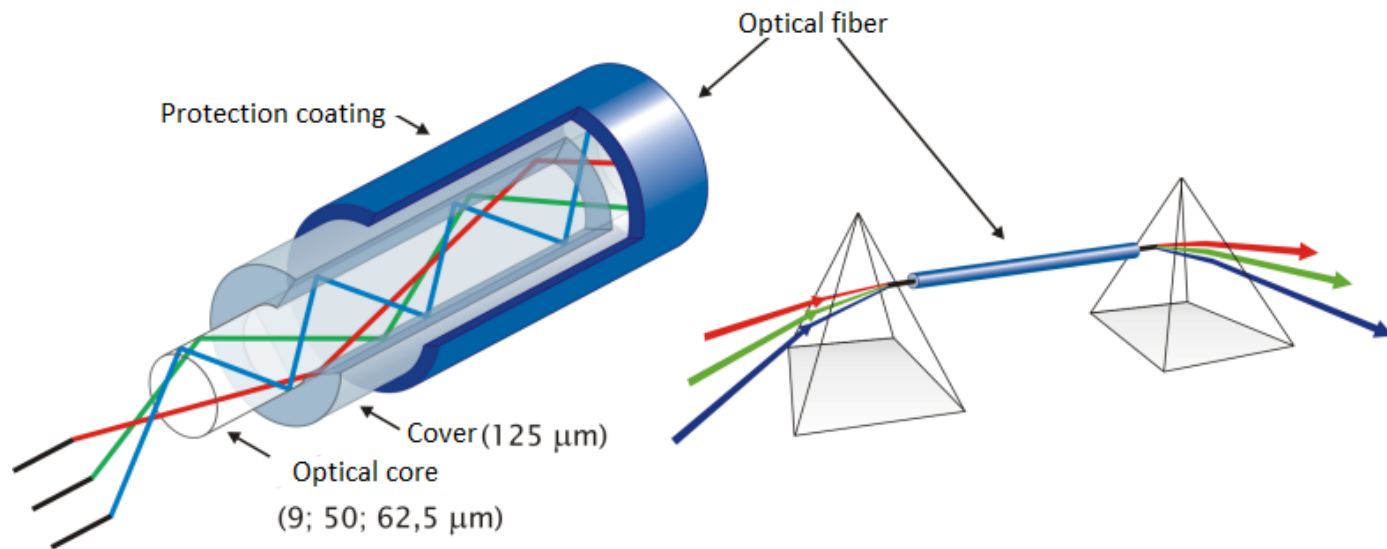 Optical fiber
Protection coating
Cover (125 μm)
Optical core
(9; 50; 62,5 μm)